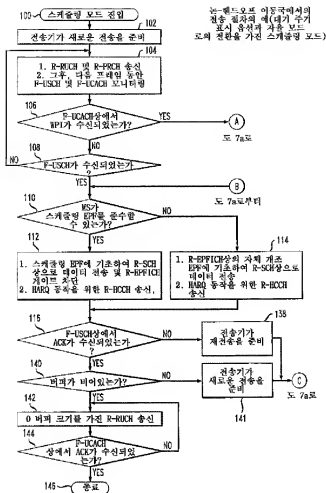 논-핸드오프 이동국에서의
전송 절차의 예(대기 주기
표시 옵션과 자율 모드
로의 전환을 가진 스케줄링 모드)
100
스케줄링 모드 진입
102
전송기가 새로운 전송을 준비
104
1. R-RUCH 및 R-PRCH 송신
2. 그후, 다음 프레임 동안
F-USCH 및 F-UCACH 모니터링
106
F-UCACH상에서
WPI가 수신되었는가?
YES
A
도 7a로
NO
108
F-USCH가 수신되었는가
?
NO
YES
B
도 7a로부터
110
MS가
스케줄링 EPF를 준수할
수 있는가?
YES
NO
112
1. 스케줄링 EPF에 기초하여 R-SCH
상으로 데이터 전송 및 R-EPFICH
게이트 차단
2. HARQ 동작을 위한 R-HCCH
송신,
114
1. R-EPFICH상의 자체 개조
EPF에 기초하여 R-SCH상으로
데이터 전송
2. HARQ 동작을 위한 R-HCCH
송신
116
F-USCH상에서
ACK가 수신되었는가
?
NO
138
전송기가
재전송을 준비
YES
140
버퍼가 비어있는가?
NO
전송기가
새로운 전송을
준비
141
C
도 7a로
YES
142
0 버퍼 크기를 가진 R-RUCH 송신
144
F-UCACH
상에서 ACK가 수신되었
는가?
NO
YES
146
종료